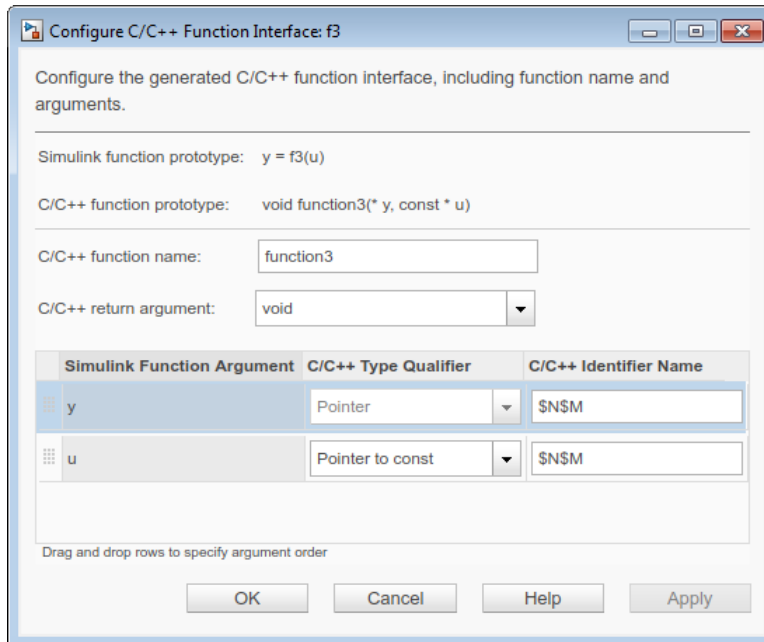 Configure C/C++ Function Interface: f3
Configure the generated C/C++ function interface, including function name and
arguments.
Simulink function prototype: y = f3(u)
C/C++ function prototype: void function3(* y, const * u)
C/C++ function name: function3
C/C++ return argument: void
Simulink Function Argument C/C++ Type Qualifier C/C++ Identifier Name
y Pointer $N$M
u Pointer to const $N$M
Drag and drop rows to specify argument order
OK Cancel Help Apply